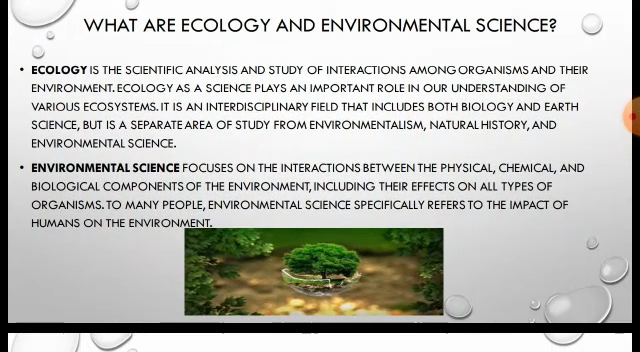 WHAT ARE ECOLOGY AND ENVIRONMENTAL SCIENCE?
• ECOLOGY IS THE SCIENTIFIC ANALYSIS AND STUDY OF INTERACTIONS AMONG ORGANISMS AND THEIR
ENVIRONMENT. ECOLOGY AS A SCIENCE PLAYS AN IMPORTANT ROLE IN OUR UNDERSTANDING OF
VARIOUS ECOSYSTEMS. IT IS AN INTERDISCIPLINARY FIELD THAT INCLUDES BOTH BIOLOGY AND EARTH
SCIENCE, BUT IS A SEPARATE AREA OF STUDY FROM ENVIRONMENTALISM, NATURAL HISTORY, AND
ENVIRONMENTAL SCIENCE.
• ENVIRONMENTAL SCIENCE FOCUSES ON THE INTERACTIONS BETWEEN THE PHYSICAL, CHEMICAL, AND
BIOLOGICAL COMPONENTS OF THE ENVIRONMENT, INCLUDING THEIR EFFECTS ON ALL TYPES OF
ORGANISMS. TO MANY PEOPLE, ENVIRONMENTAL SCIENCE SPECIFICALLY REFERS TO THE IMPACT OF
HUMANS ON THE ENVIRONMENT.